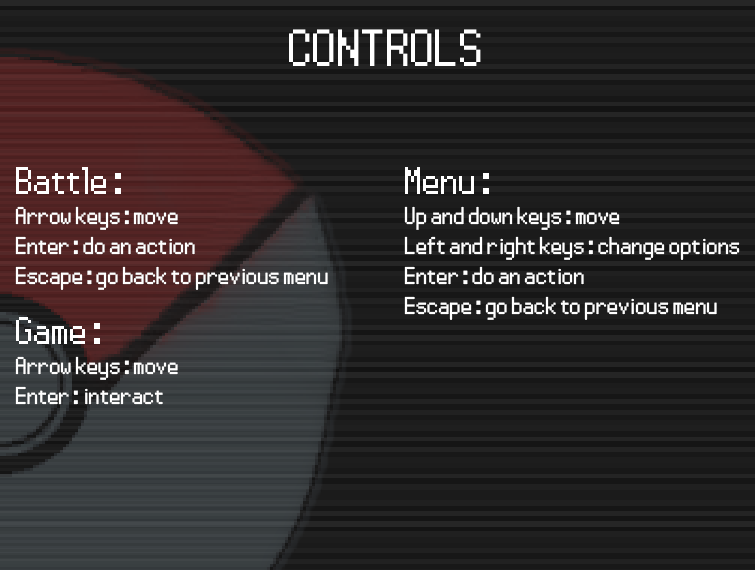 CONTROLS
Battle:
Arrow keys:move
Enter:do an action
Escape:go back to previous menu
Game:
Arrow keys:move
Enter:interact
Menu:
Up and down keys:move
Left and right keys:change options
Enter:do an action
Escape:go back to previous menu